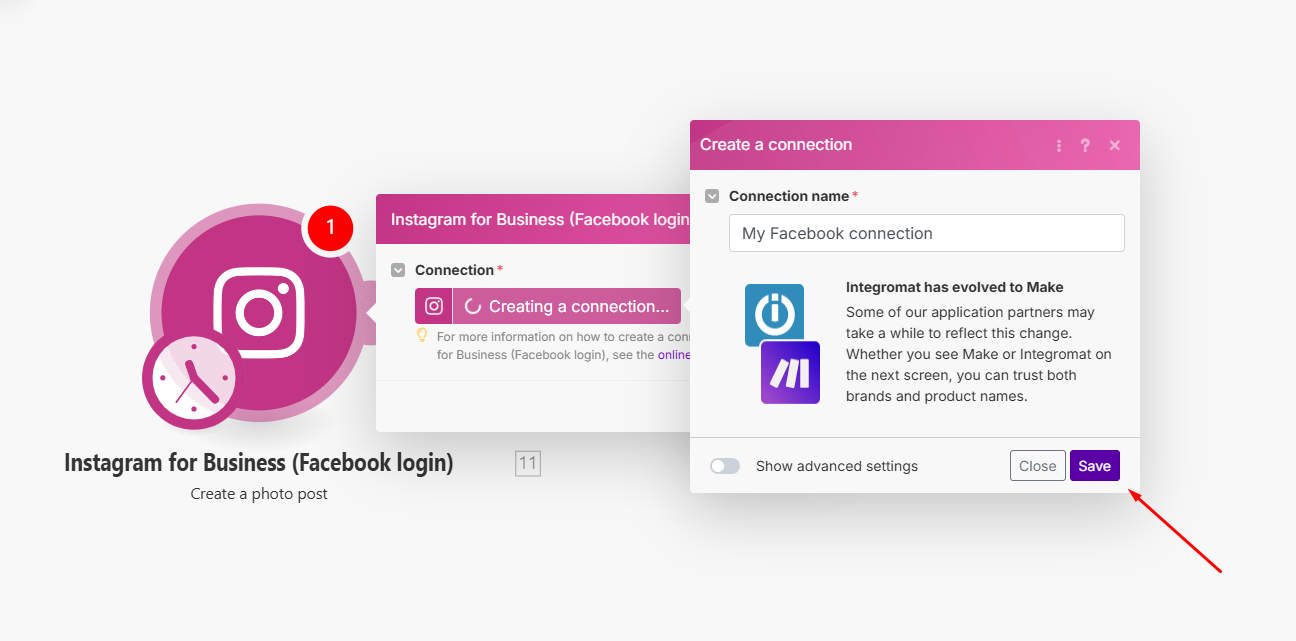 1
Instagram for Business (Facebook login)
Create a photo post
11
Instagram for Business (Facebook login
Connection *
Creating a connection...
For more information on how to create a con
for Business (Facebook login), see the online
Create a connection
?
Connection name *
My Facebook connection
Integromat has evolved to Make
Some of our application partners may
take a while to reflect this change.
Whether you see Make or Integromat on
the next screen, you can trust both
brands and product names.
Show advanced settings
Close
Save